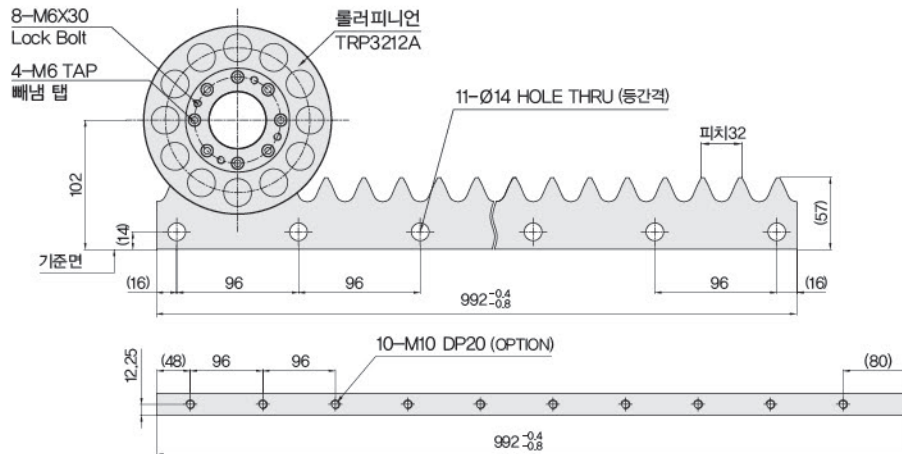 8-M6X30
Lock Bolt
4-M6 TAP
빼냄 탭
롤러피니언
TRP3212A
11-Ø14 HOLE THRU (등간격)
피치32
102
(14)
(57)
기준면
(16)
96
96
96
(16)
992 -0.4 -0.8
10-M10 DP20 (OPTION)
12.25
(48)
96
96
(80)
992 -0.4 -0.8